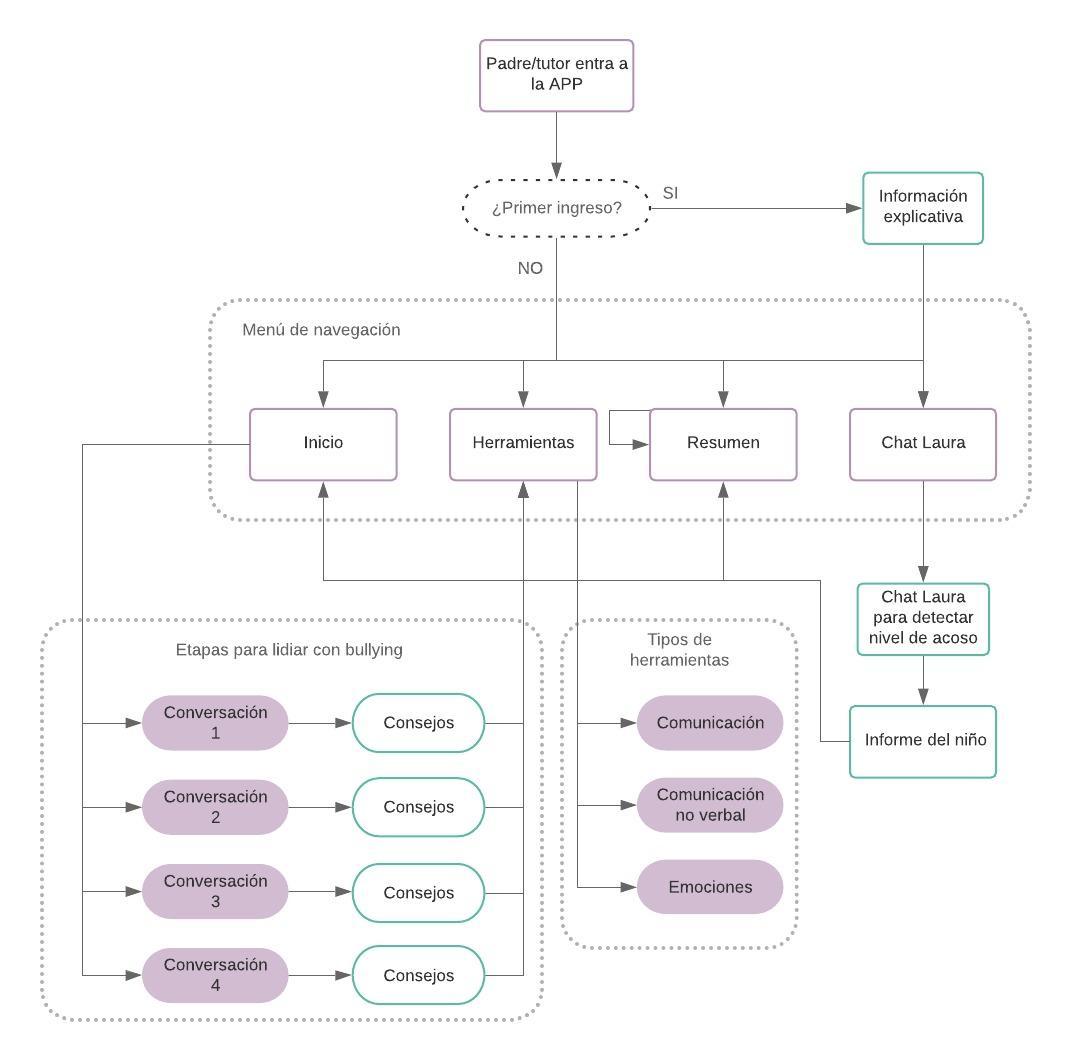 Padre/tutor entra a
la APP
¿Primer ingreso?
SI
Información
explicativa
NO
Menú de navegación
Inicio
Herramientas
Resumen
Chat Laura
Chat Laura
para detectar
nivel de acoso
Informe del niño
Etapas para lidiar con bullying
Conversación
1
Consejos
Conversación
2
Consejos
Conversación
3
Consejos
Conversación
4
Consejos
Tipos de
herramientas
Comunicación
Comunicación
no verbal
Emociones